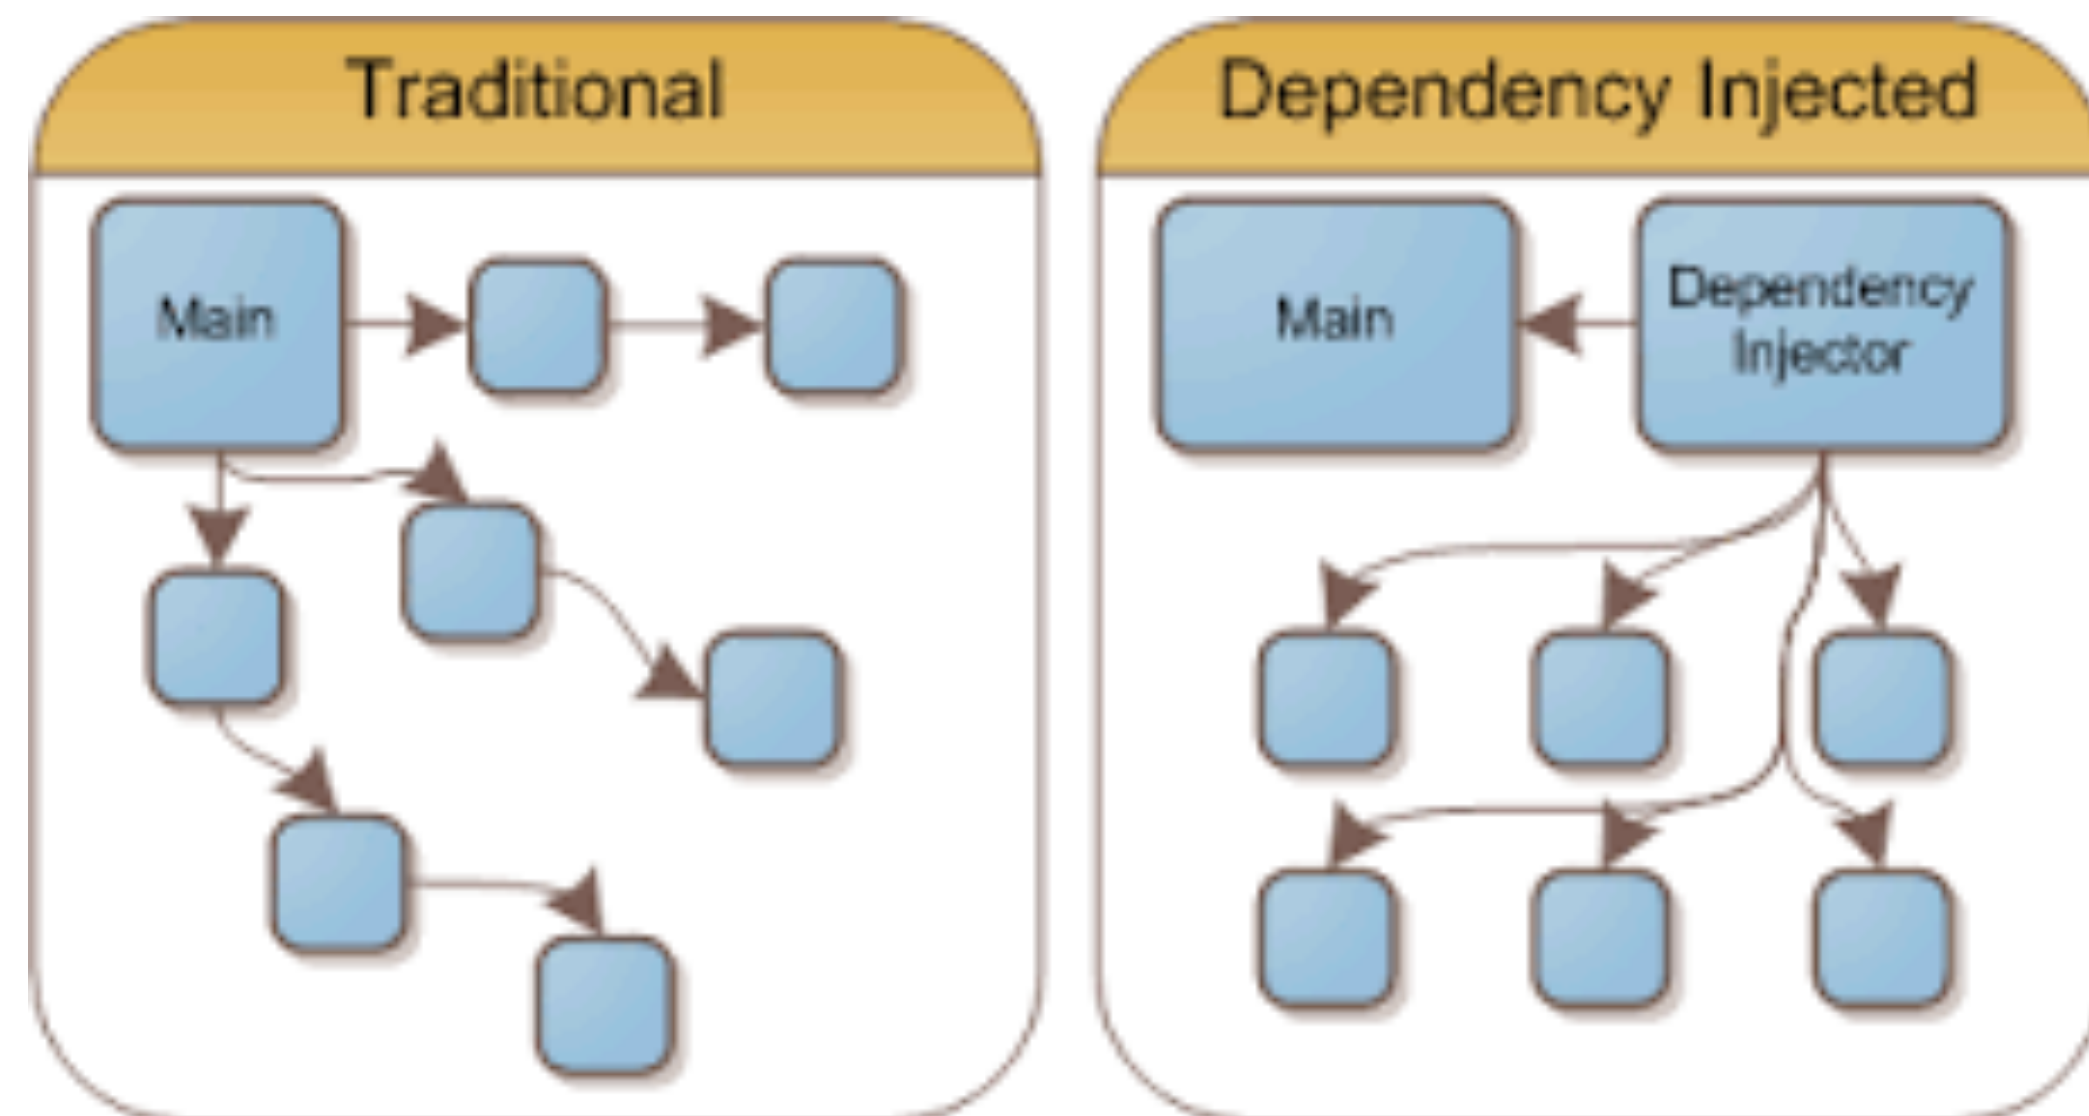 Traditional
Main
Dependency Injected
Main
Dependency
Injector